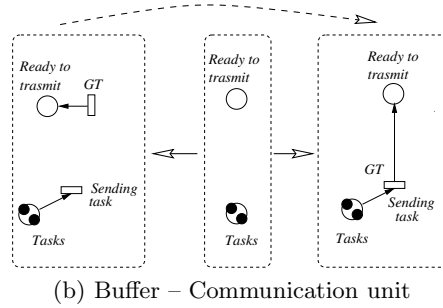 Ready to
trasmit
GT
Sending
task
Tasks
Ready to
trasmit
Tasks
Ready to
trasmit
GT
Sending
task
Tasks
(b) Buffer – Communication unit